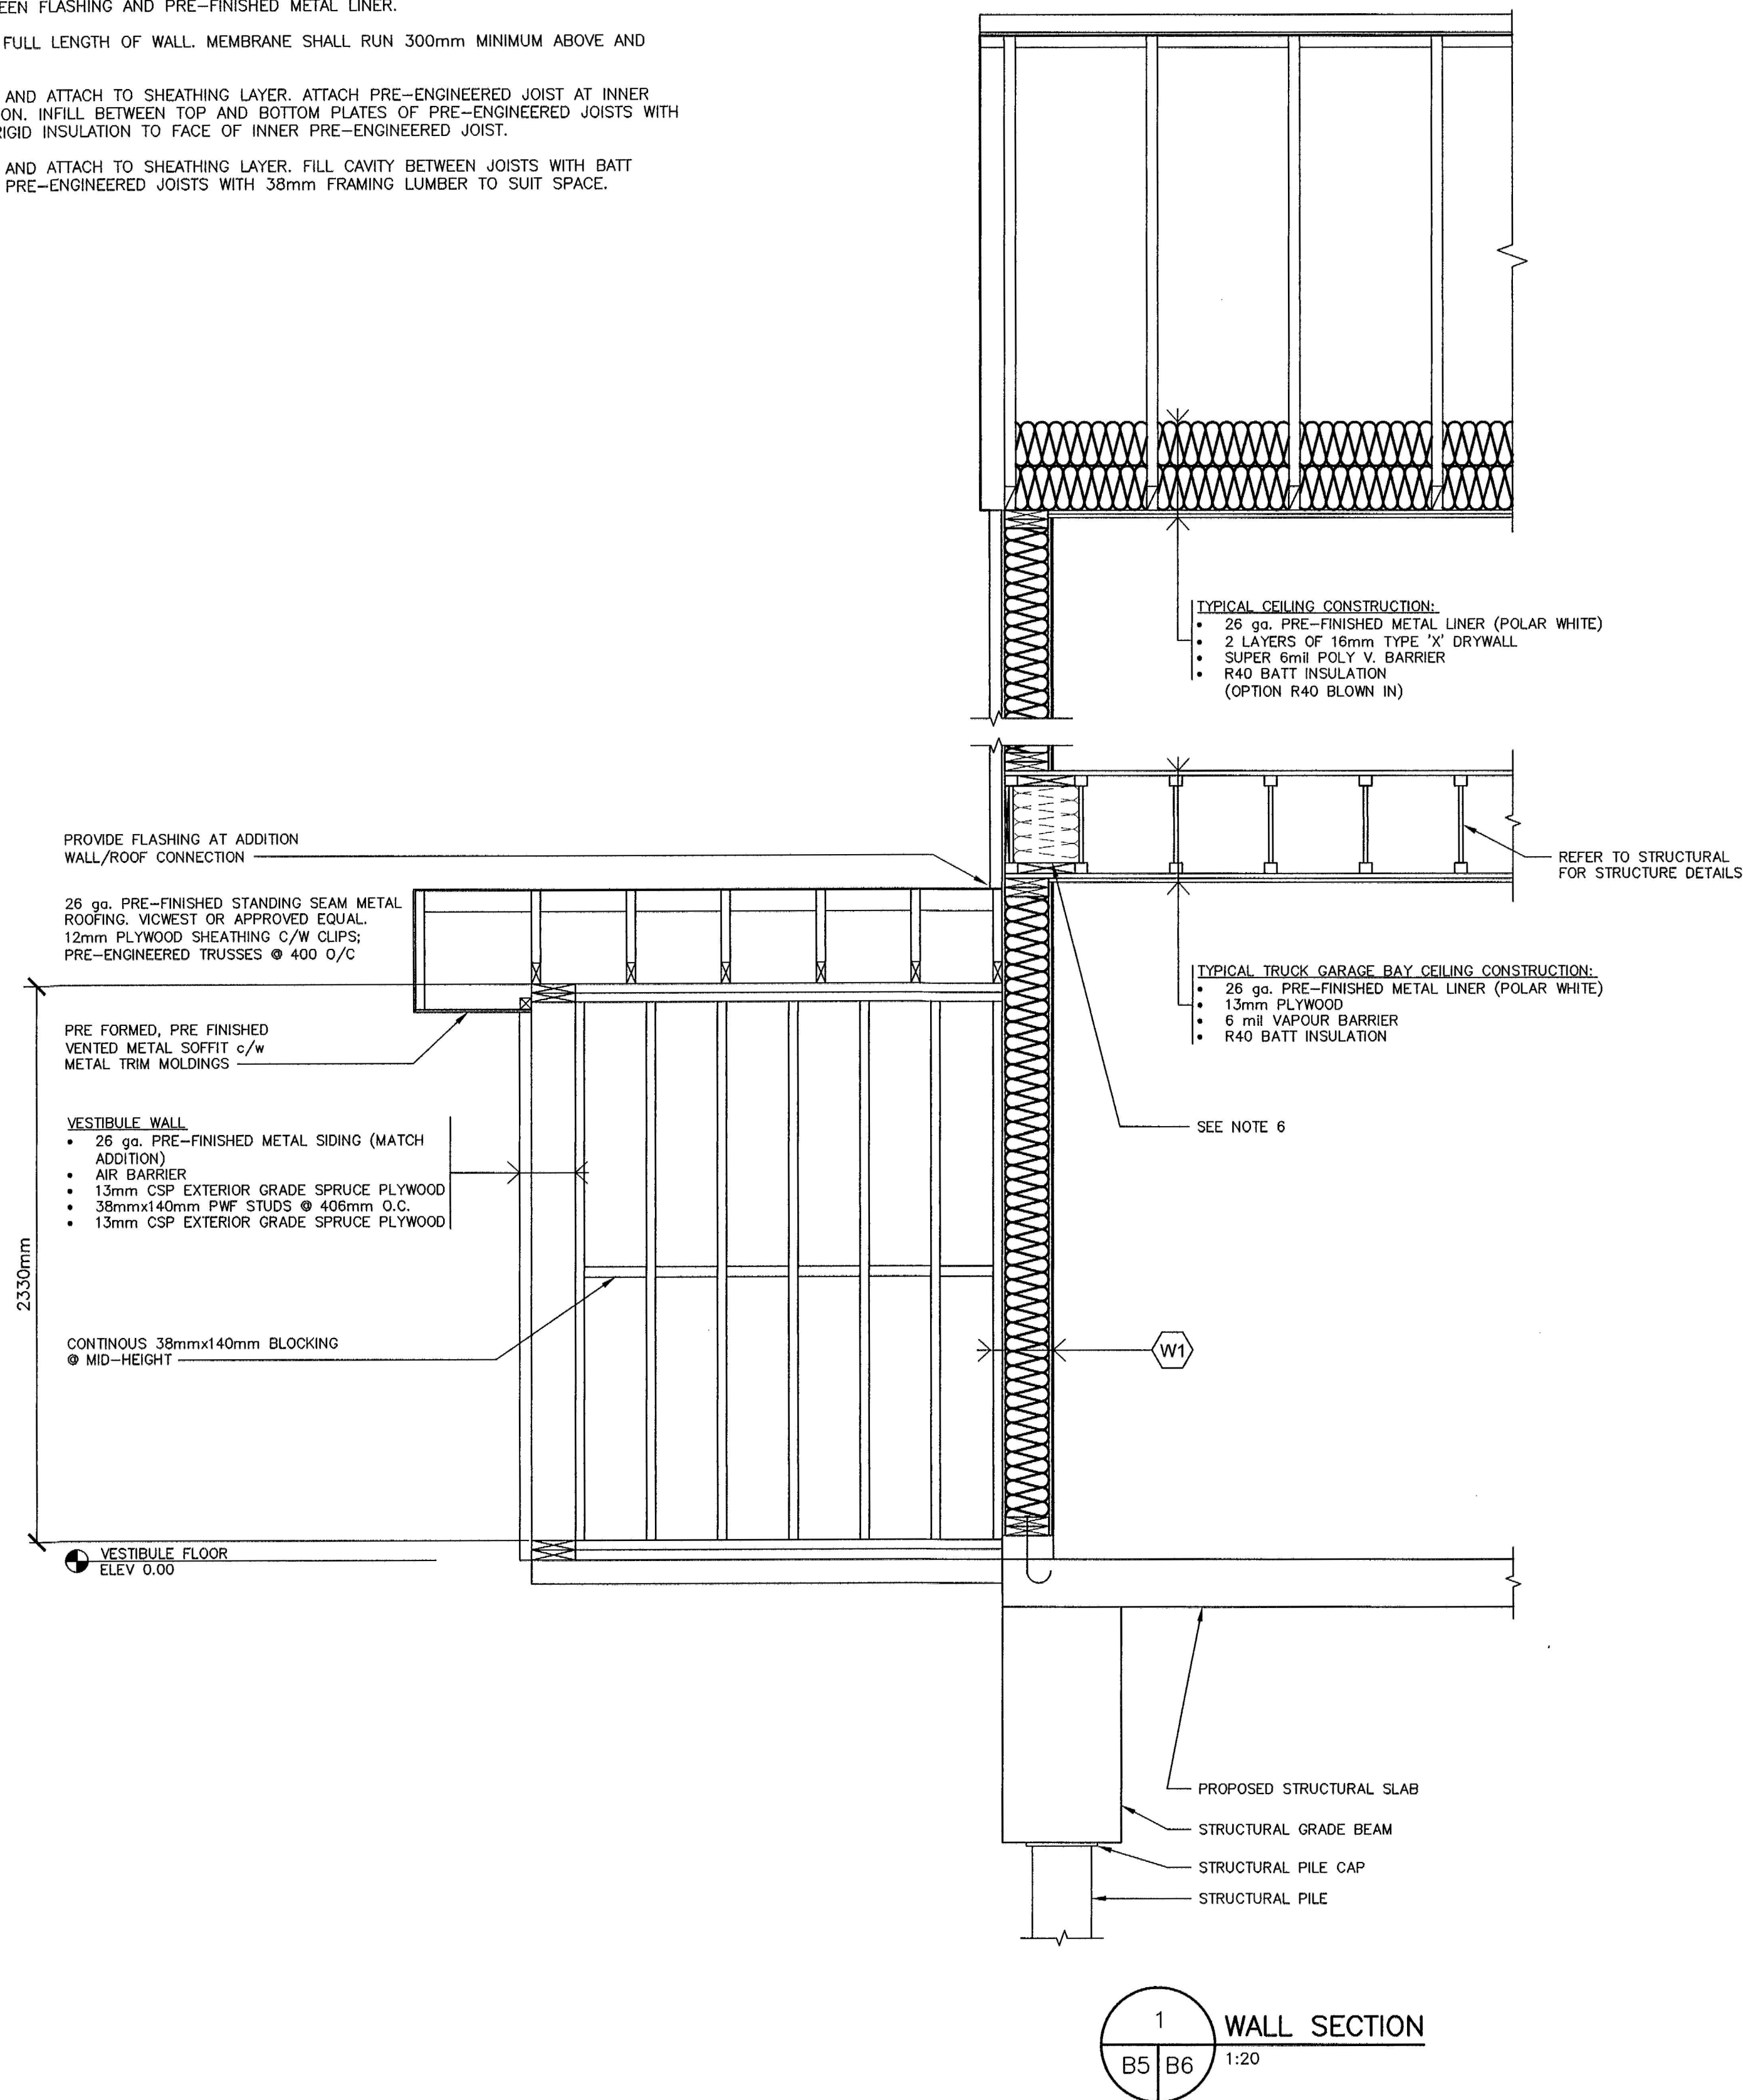 EEN FLASHING AND PRE-FINISHED METAL LINER.
FULL LENGTH OF WALL. MEMBRANE SHALL RUN 300mm MINIMUM ABOVE AND
AND ATTACH TO SHEATHING LAYER. ATTACH PRE-ENGINEERED JOIST AT INNER
ON. INFILL BETWEEN TOP AND BOTTOM PLATES OF PRE-ENGINEERED JOISTS WITH
RIGID INSULATION TO FACE OF INNER PRE-ENGINEERED JOIST.
AND ATTACH TO SHEATHING LAYER. FILL CAVITY BETWEEN JOISTS WITH BATT
PRE-ENGINEERED JOISTS WITH 38mm FRAMING LUMBER TO SUIT SPACE.
TYPICAL CEILING CONSTRUCTION:
• 26 ga. PRE-FINISHED METAL LINER (POLAR WHITE)
• 2 LAYERS OF 16mm TYPE 'X' DRYWALL
• SUPER 6mil POLY V. BARRIER
• R40 BATT INSULATION
(OPTION R40 BLOWN IN)
PROVIDE FLASHING AT ADDITION
WALL/ROOF CONNECTION
REFER TO STRUCTURAL
FOR STRUCTURE DETAILS
26 ga. PRE-FINISHED STANDING SEAM METAL
ROOFING. VICWEST OR APPROVED EQUAL.
12mm PLYWOOD SHEATHING C/W CLIPS;
PRE-ENGINEERED TRUSSES @ 400 O/C
TYPICAL TRUCK GARAGE BAY CEILING CONSTRUCTION:
• 26 ga. PRE-FINISHED METAL LINER (POLAR WHITE)
• 13mm PLYWOOD
• 6 mil VAPOUR BARRIER
• R40 BATT INSULATION
PRE FORMED, PRE FINISHED
VENTED METAL SOFFIT c/w
METAL TRIM MOLDINGS
VESTIBULE WALL
• 26 ga. PRE-FINISHED METAL SIDING (MATCH
ADDITION)
• AIR BARRIER
• 13mm CSP EXTERIOR GRADE SPRUCE PLYWOOD
• 38mmx140mm PWF STUDS @ 406mm O.C.
• 13mm CSP EXTERIOR GRADE SPRUCE PLYWOOD
SEE NOTE 6
2330mm
CONTINOUS 38mmx140mm BLOCKING
@ MID-HEIGHT
W1
VESTIBULE FLOOR
ELEV 0.00
PROPOSED STRUCTURAL SLAB
STRUCTURAL GRADE BEAM
STRUCTURAL PILE CAP
STRUCTURAL PILE
1
WALL SECTION
B5 B6
1:20